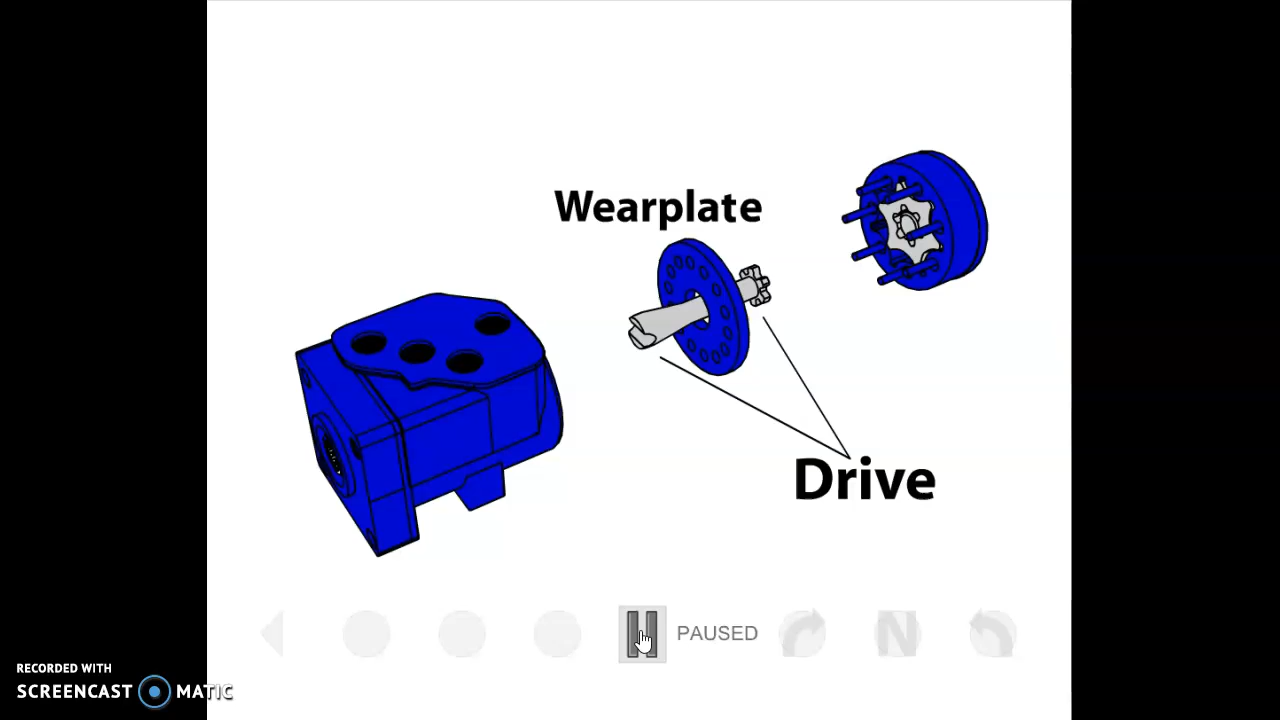 Wearplate
Drive
PAUSED
N
RECORDED WITH
SCREENCAST MATIC